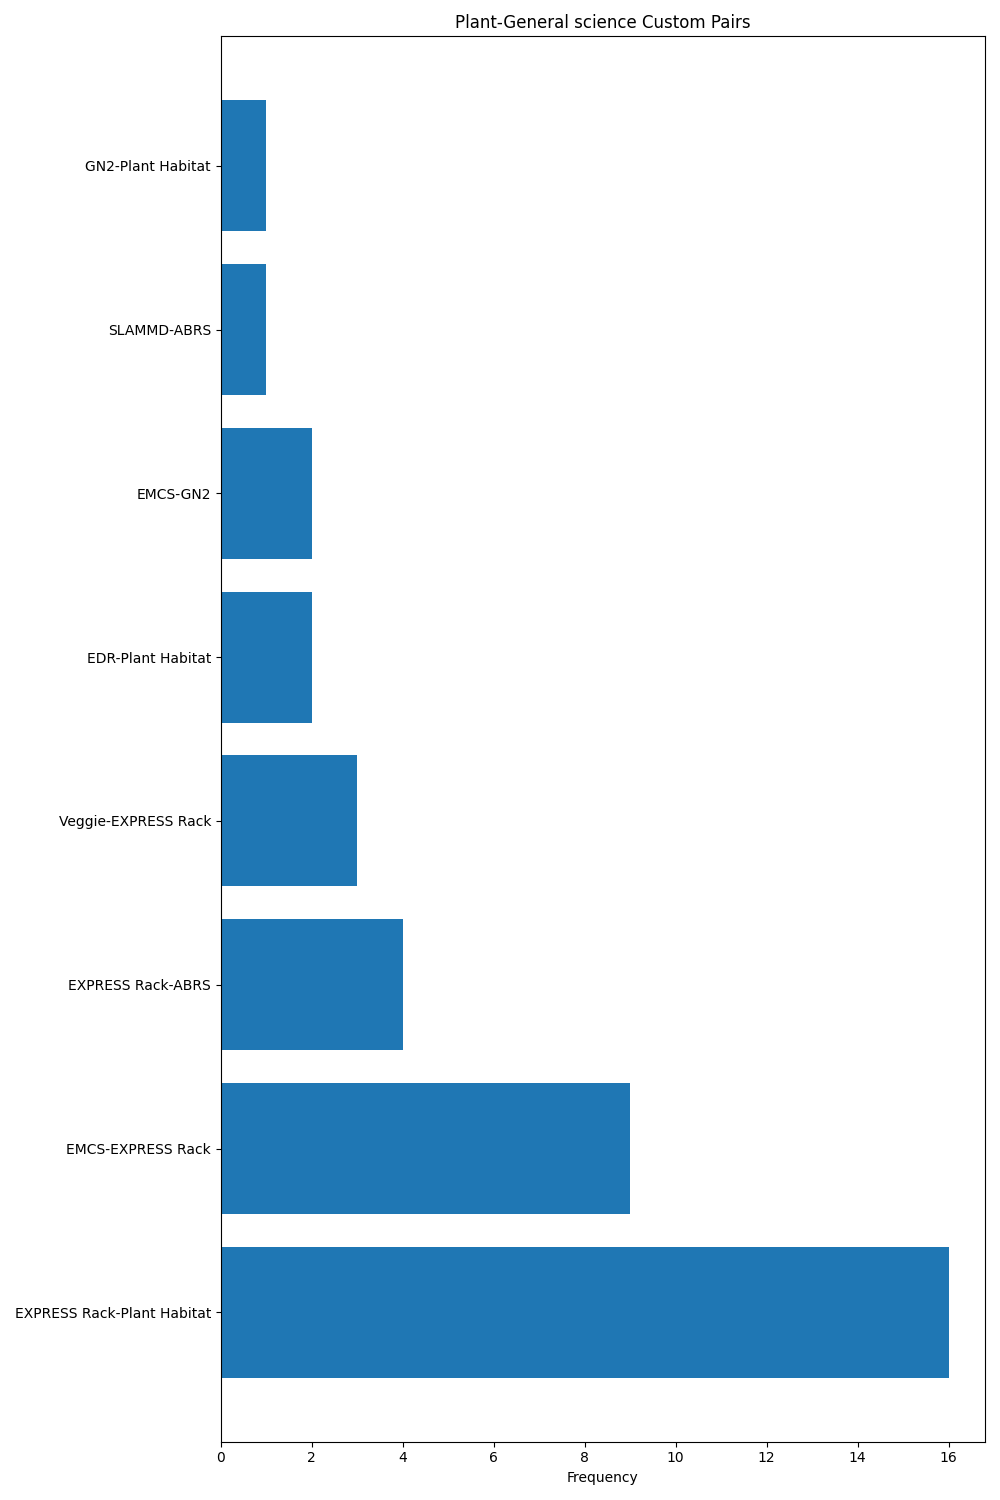 Plant-General science Custom Pairs
GN2-Plant Habitat
SLAMMD-ABRS
EMCS-GN2
EDR-Plant Habitat
Veggie-EXPRESS Rack
EXPRESS Rack-ABRS
EMCS-EXPRESS Rack
EXPRESS Rack-Plant Habitat
0 2 4 6 8 10 12 14 16
Frequency